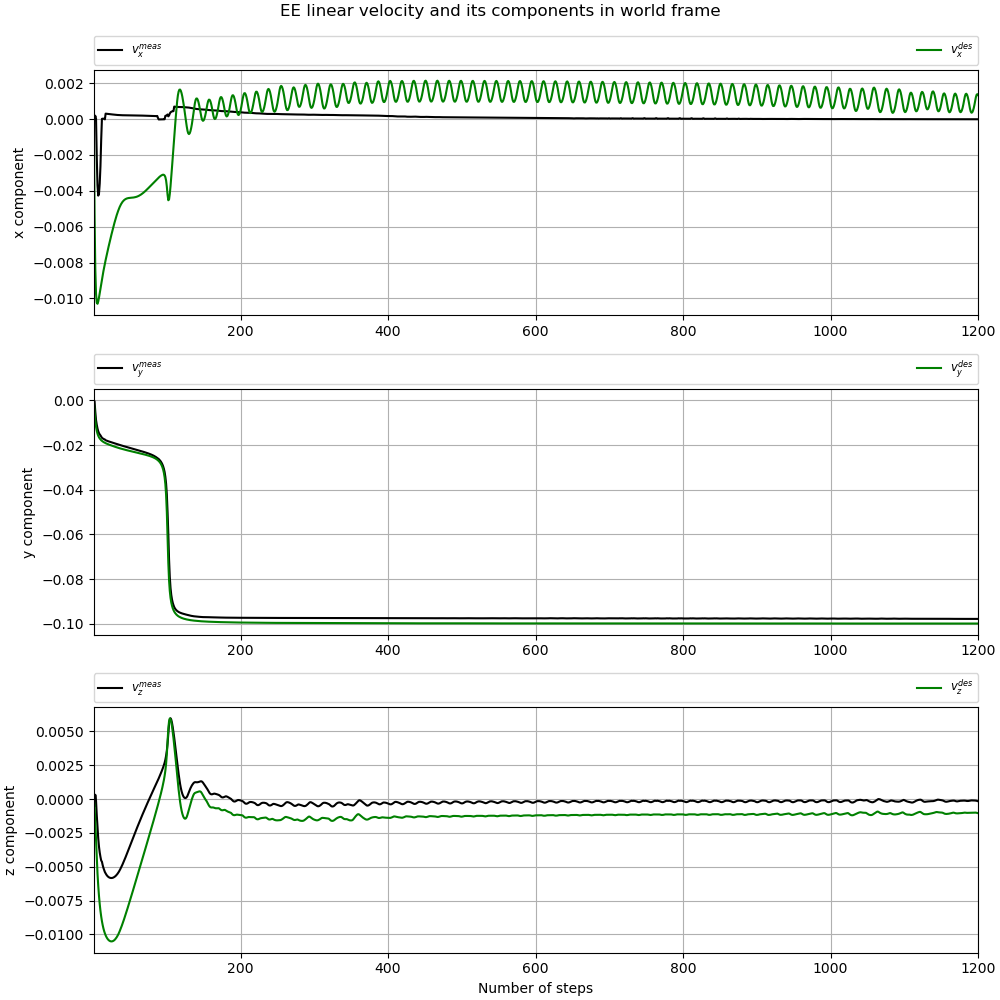 EE linear velocity and its components in world frame
v_x^{meas} v_x^{des}
0.002
0.000
−0.002
−0.004
−0.006
−0.008
−0.010
x component
200 400 600 800 1000 1200
v_y^{meas} v_y^{des}
0.00
−0.02
−0.04
−0.06
−0.08
−0.10
y component
200 400 600 800 1000 1200
v_z^{meas} v_z^{des}
0.0050
0.0025
0.0000
−0.0025
−0.0050
−0.0075
−0.0100
z component
200 400 600 800 1000 1200
Number of steps